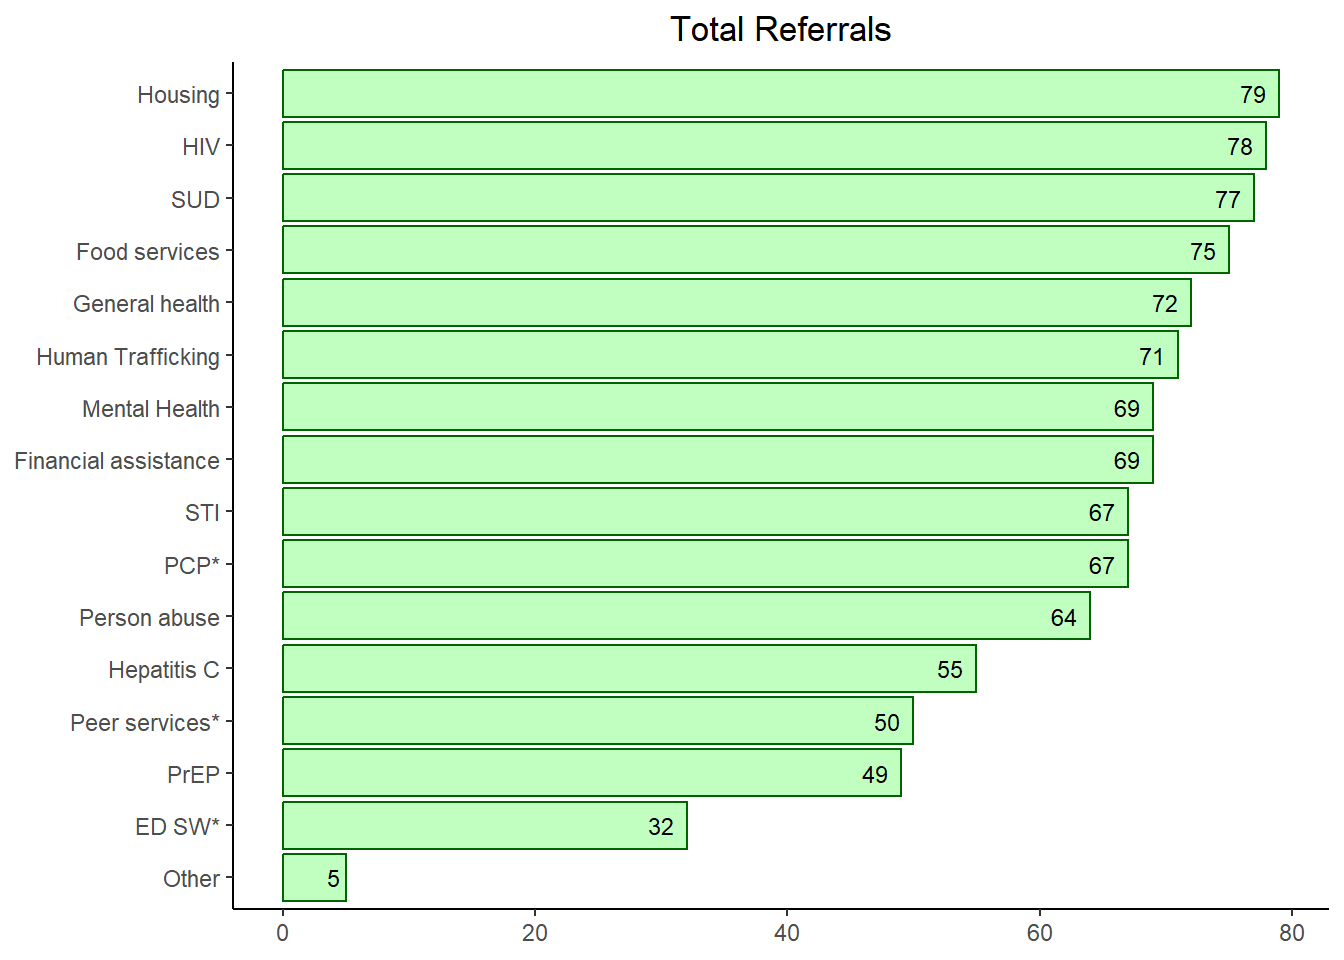 Total Referrals
Housing 79
HIV 78
SUD 77
Food services 75
General health 72
Human Trafficking 71
Mental Health 69
Financial assistance 69
STI 67
PCP* 67
Person abuse 64
Hepatitis C 55
Peer services* 50
PrEP 49
ED SW* 32
Other 5
0 20 40 60 80